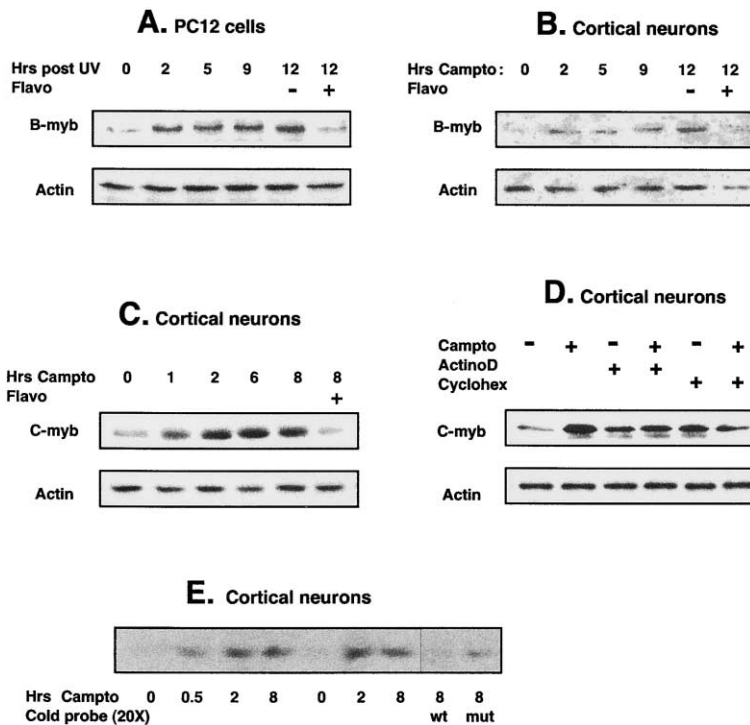 A. PC12 cells
Hrs post UV 0 2 5 9 12 12
Flavo - +
B-myb
Actin
B. Cortical neurons
Hrs Campto: 0 2 5 9 12 12
Flavo - +
B-myb
Actin
C. Cortical neurons
Hrs Campto 0 1 2 6 8 8
Flavo +
C-myb
Actin
D. Cortical neurons
Campto - + - + - +
ActinoD + +
Cyclohex + +
C-myb
Actin
E. Cortical neurons
Hrs Campto 0 0.5 2 8 0 2 8 8 8
Cold probe (20X) wt mut